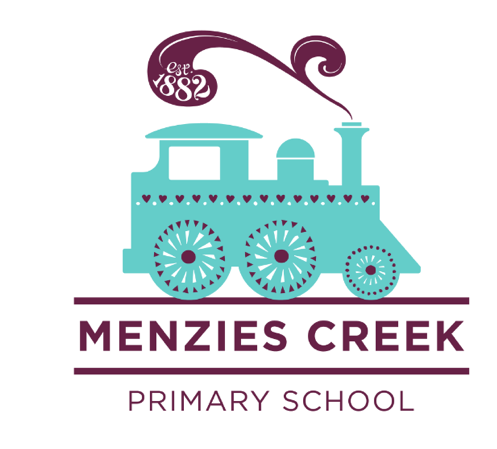 est.
1882
MENZIES CREEK
PRIMARY SCHOOL